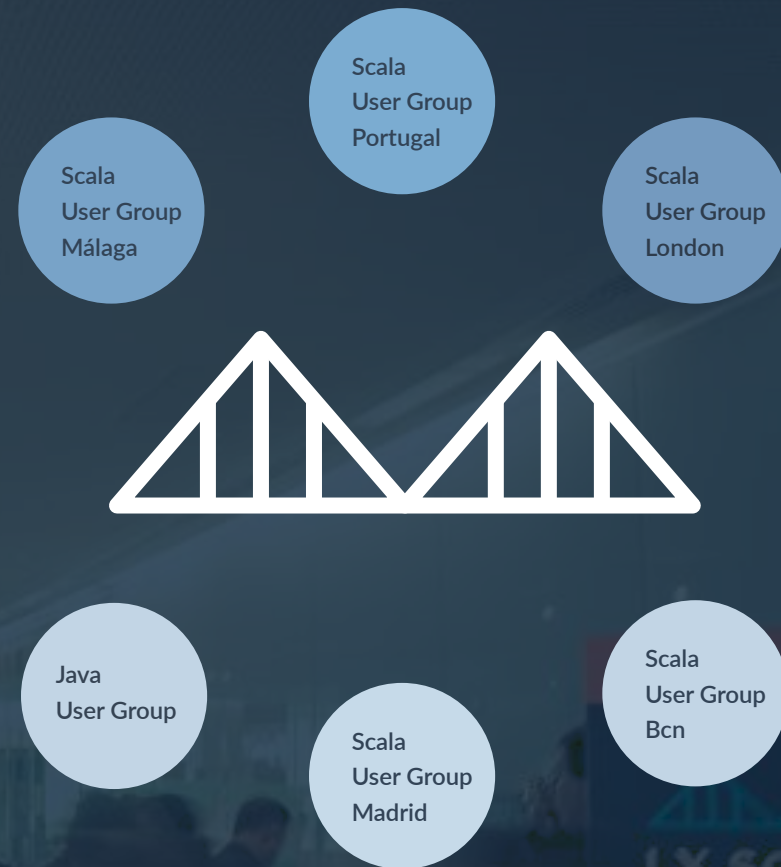 Scala
User Group
Portugal
Scala
User Group
Málaga
Scala
User Group
London
Java
User Group
Scala
User Group
Madrid
Scala
User Group
Bcn